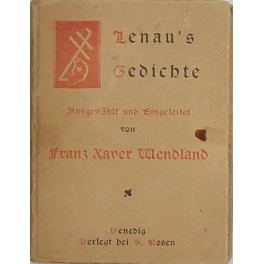 Lenau's
Gedichte
Ausgewählt und Eingeleitet
von
Franz Xaver Wendland
Venedig
Verlegt bei S. Rosen